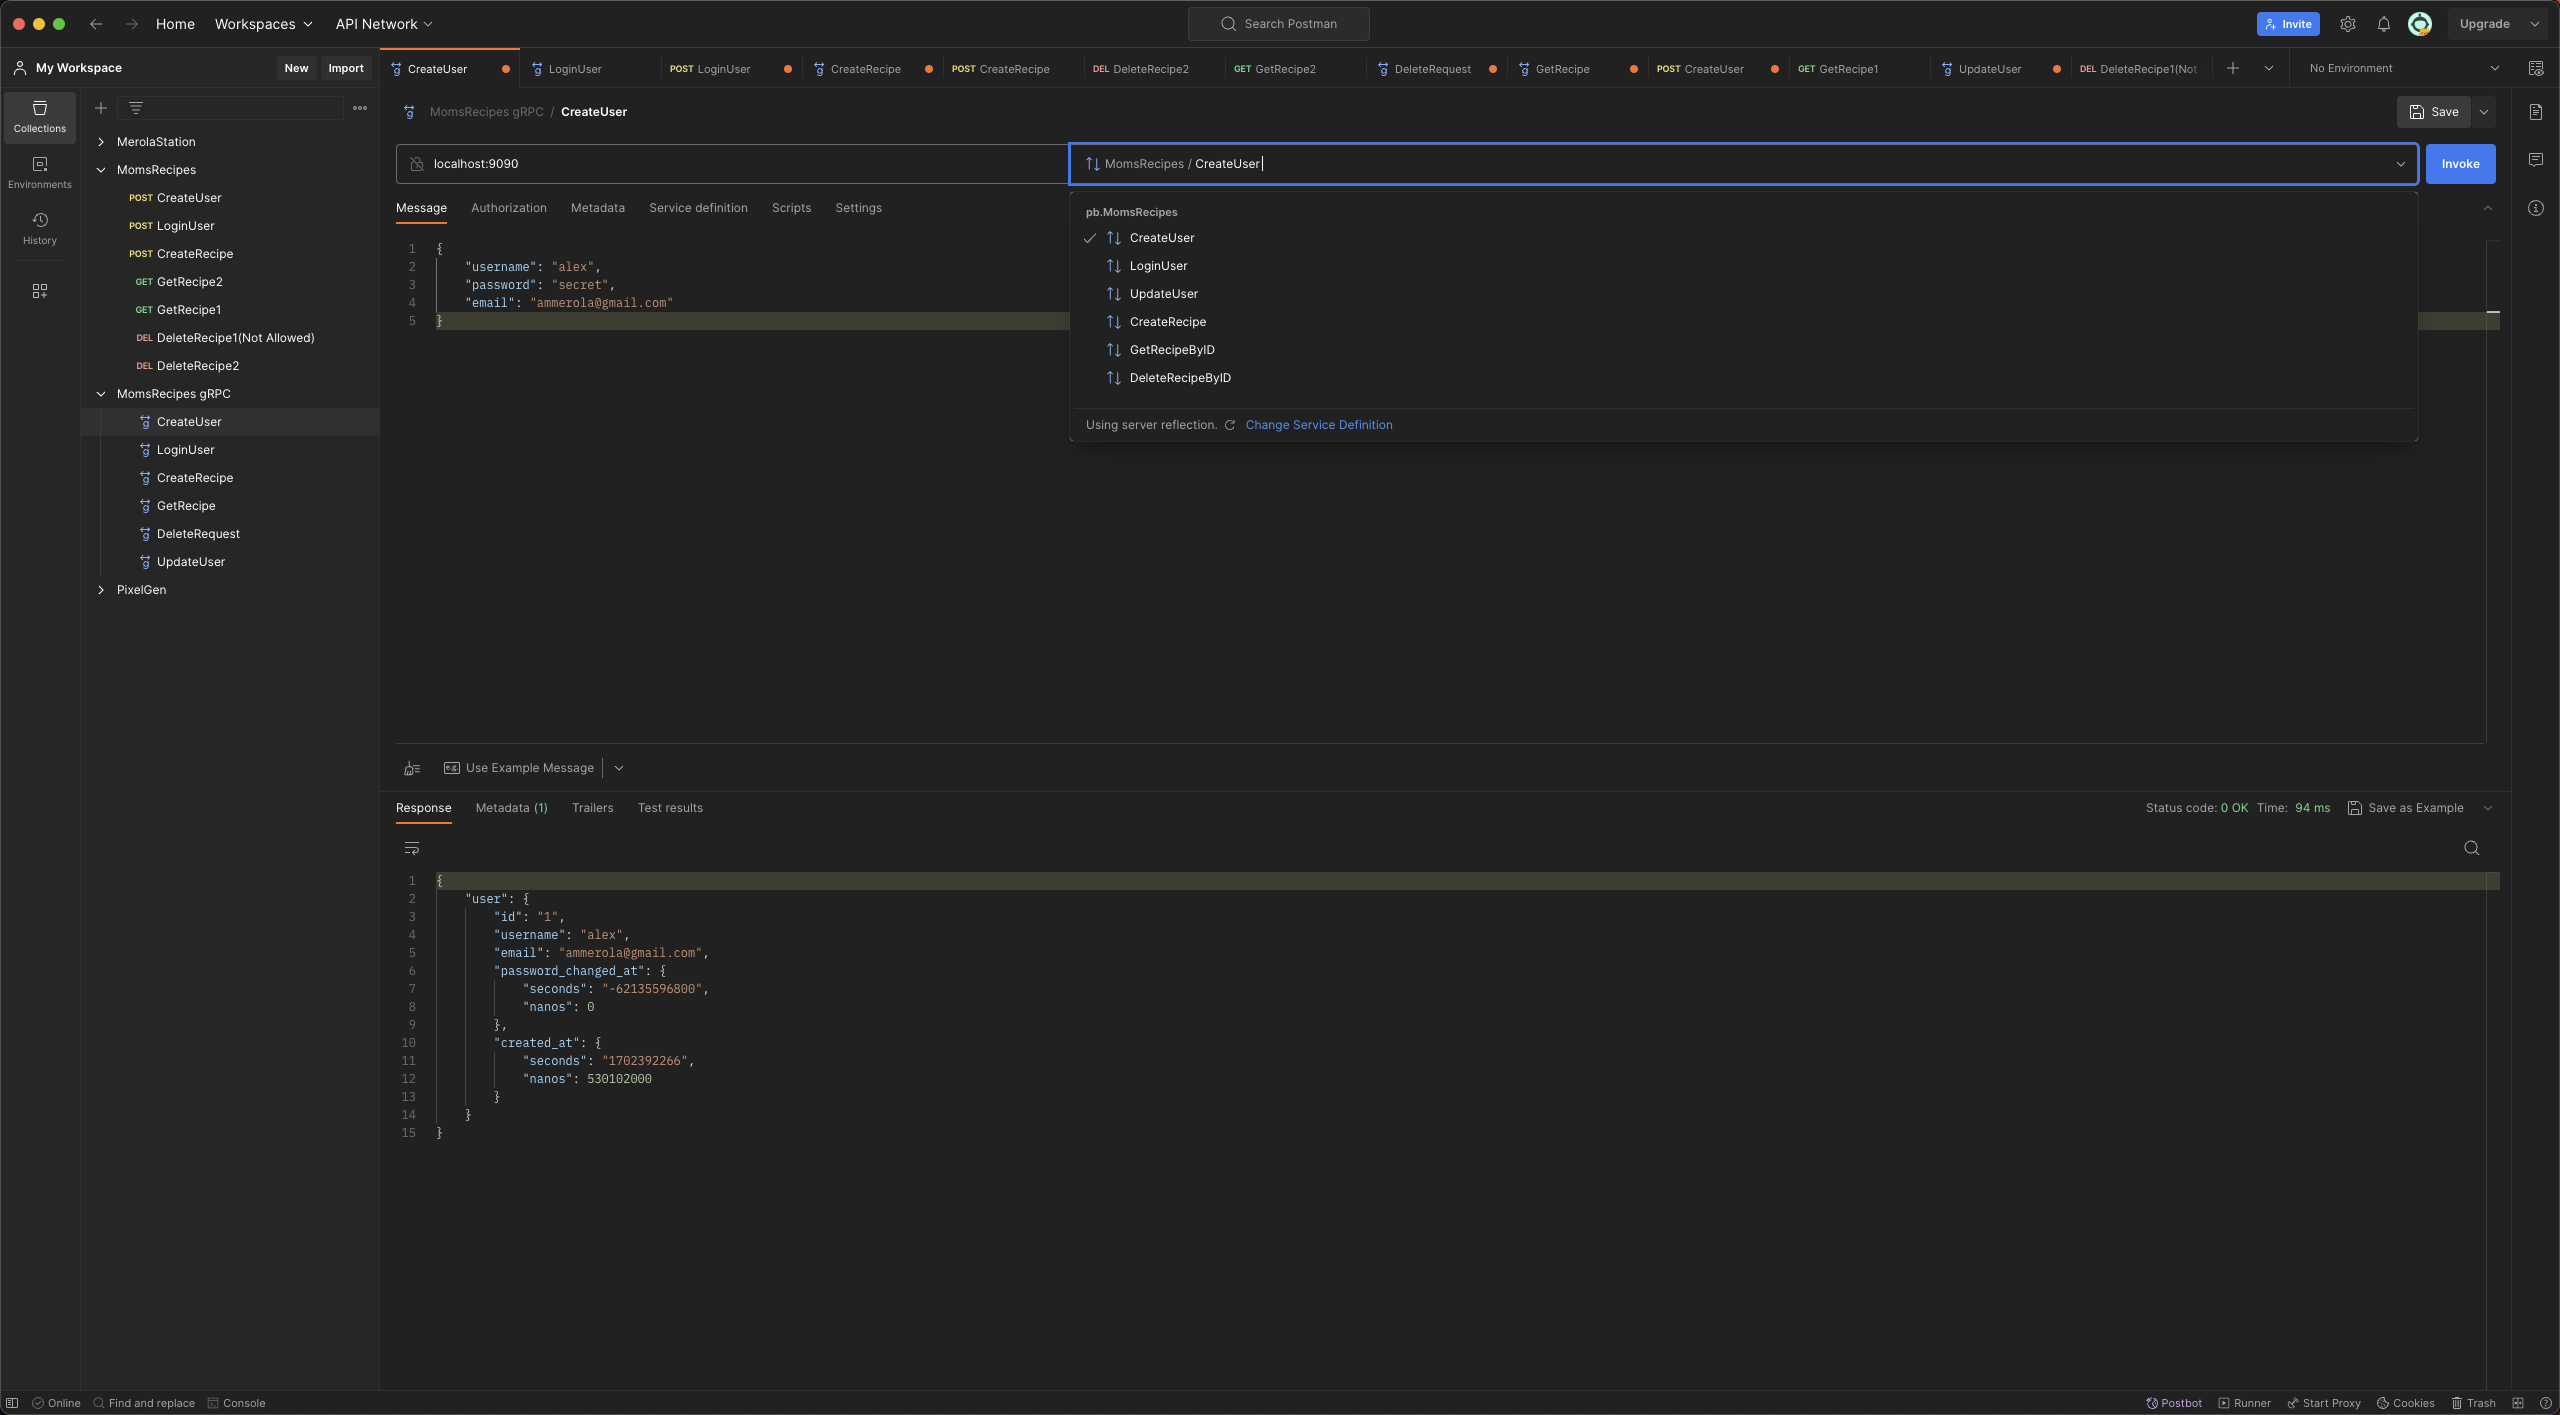 Home Workspaces API Network Search Postman Invite Upgrade
My Workspace New Import CreateUser LoginUser POST LoginUser CreateRecipe POST CreateRecipe DEL DeleteRecipe2 GET GetRecipe2 DeleteRequest GetRecipe POST CreateUser GET GetRecipe1 UpdateUser DEL DeleteRecipe1(Not No Environment
Collections
Environments
History
MerolaStation
MomsRecipes
POST CreateUser
POST LoginUser
POST CreateRecipe
GET GetRecipe2
GET GetRecipe1
DEL DeleteRecipe1(Not Allowed)
DEL DeleteRecipe2
MomsRecipes gRPC
CreateUser
LoginUser
CreateRecipe
GetRecipe
DeleteRequest
UpdateUser
PixelGen
MomsRecipes gRPC / CreateUser Save
localhost:9090 MomsRecipes / CreateUser Invoke
Message Authorization Metadata Service definition Scripts Settings
1 {
2 "username": "alex",
3 "password": "secret",
4 "email": "ammerola@gmail.com"
5 }
pb.MomsRecipes
CreateUser
LoginUser
UpdateUser
CreateRecipe
GetRecipeByID
DeleteRecipeByID
Using server reflection. Change Service Definition
Use Example Message
Response Metadata (1) Trailers Test results Status code: 0 OK Time: 94 ms Save as Example
1 {
2 "user": {
3 "id": "1",
4 "username": "alex",
5 "email": "ammerola@gmail.com",
6 "password_changed_at": {
7 "seconds": "-62135596800",
8 "nanos": 0
9 },
10 "created_at": {
11 "seconds": "1702392266",
12 "nanos": 530102000
13 }
14 }
15 }
Online Find and replace Console Postbot Runner Start Proxy Cookies Trash